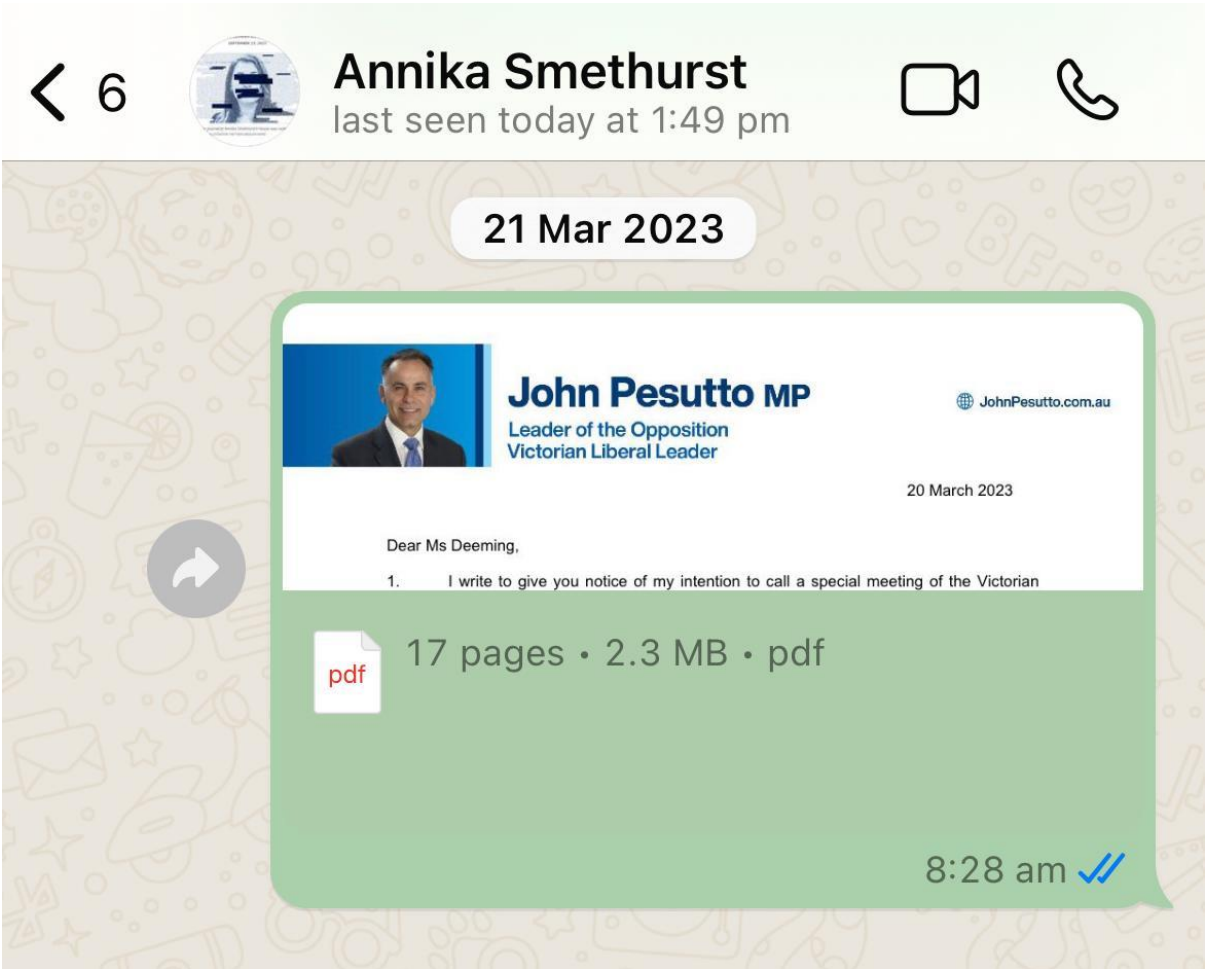 6
Annika Smethurst
last seen today at 1:49 pm
21 Mar 2023
John Pesutto MP
JohnPesutto.com.au
Leader of the Opposition
Victorian Liberal Leader
20 March 2023
Dear Ms Deeming,
1. I write to give you notice of my intention to call a special meeting of the Victorian
pdf
17 pages • 2.3 MB • pdf
8:28 am